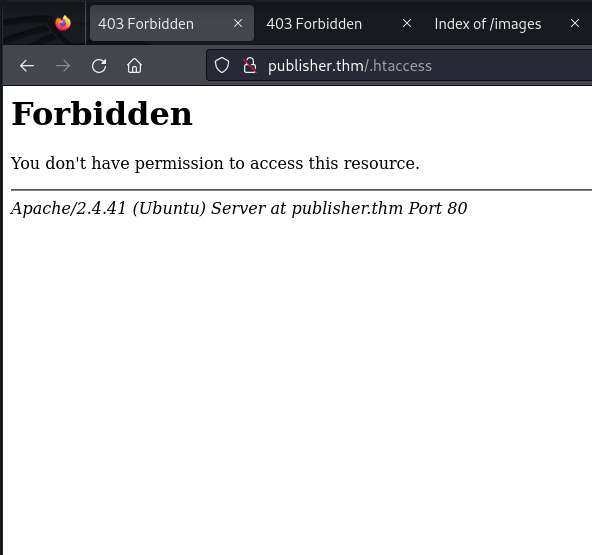 403 Forbidden
403 Forbidden
Index of /images
publisher.thm/.htaccess
Forbidden
You don't have permission to access this resource.
Apache/2.4.41 (Ubuntu) Server at publisher.thm Port 80